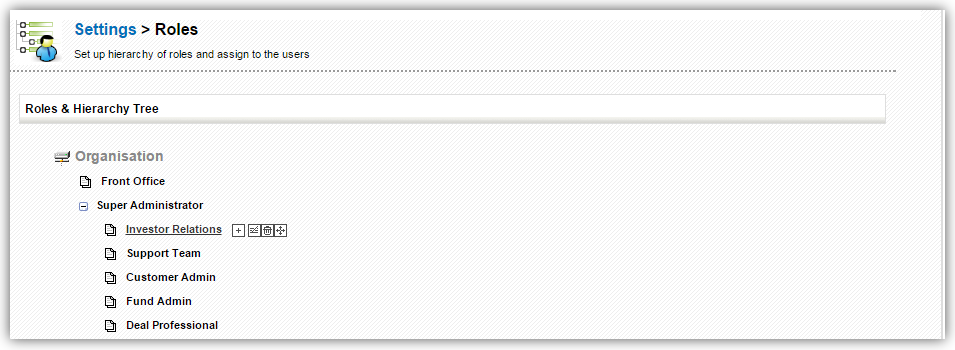 Settings > Roles
Set up hierarchy of roles and assign to the users
Roles & Hierarchy Tree
Organisation
Front Office
Super Administrator
Investor Relations
Support Team
Customer Admin
Fund Admin
Deal Professional